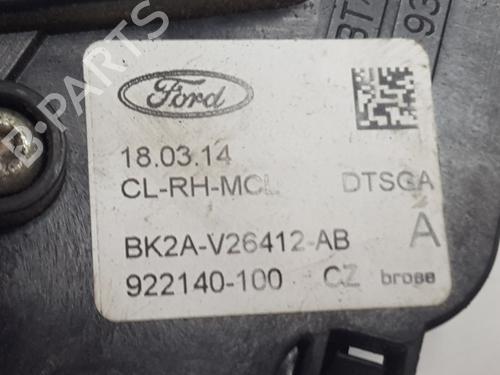 B-PARTS
Ford
18.03.14
CL-RH-MCL DTSGA
BK2A-V26412-AB A
922140-100 CZ brose